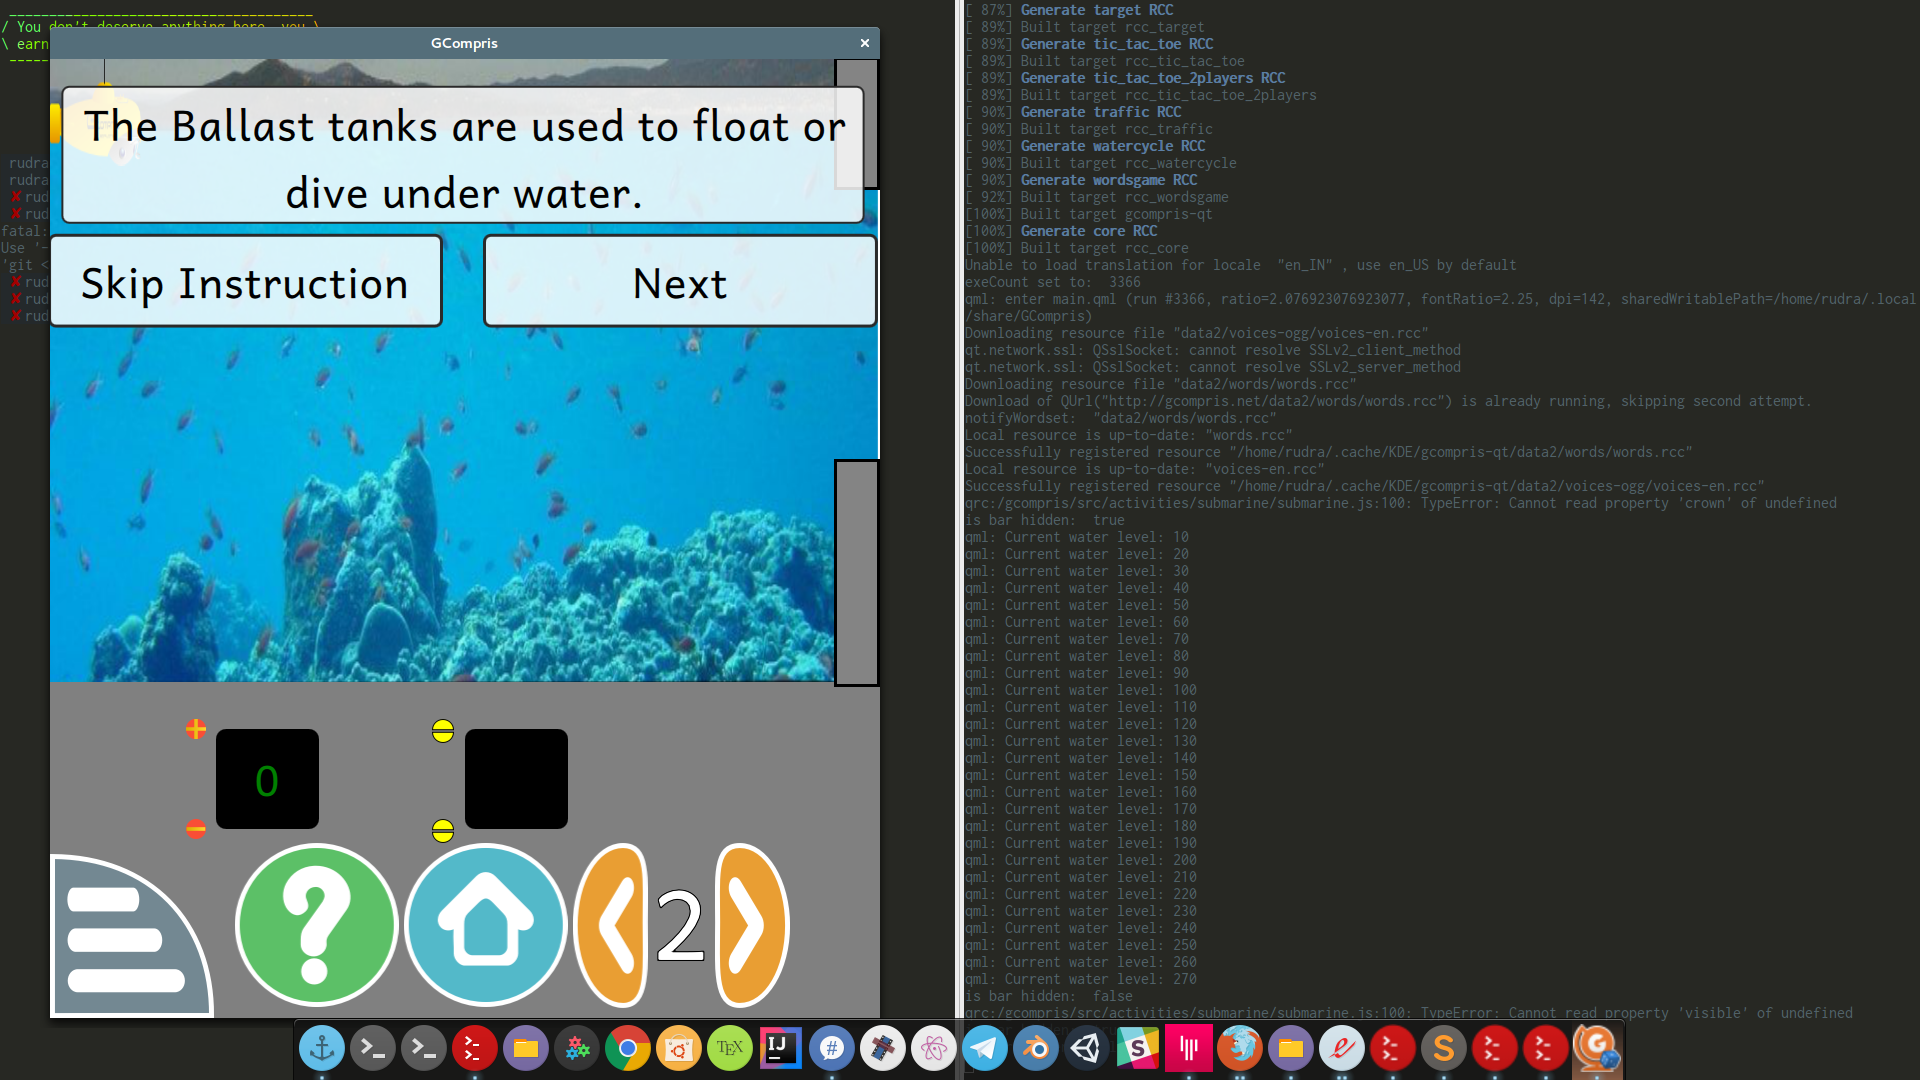 / You don't deserve anything here, you \
\ earn
GCompris
The Ballast tanks are used to float or
dive under water.
Skip Instruction
Next
rudra
rudra
✘ rud
✘ rud
fatal:
Use '-
'git <
✘ rud
✘ rud
✘ rud
0
2
[ 87%] Generate target RCC
[ 89%] Built target rcc_target
[ 89%] Generate tic_tac_toe RCC
[ 89%] Built target rcc_tic_tac_toe
[ 89%] Generate tic_tac_toe_2players RCC
[ 89%] Built target rcc_tic_tac_toe_2players
[ 90%] Generate traffic RCC
[ 90%] Built target rcc_traffic
[ 90%] Generate watercycle RCC
[ 90%] Built target rcc_watercycle
[ 90%] Generate wordsgame RCC
[ 92%] Built target rcc_wordsgame
[100%] Built target gcompris-qt
[100%] Generate core RCC
[100%] Built target rcc_core
Unable to load translation for locale  "en_IN" , use en_US by default
exeCount set to:  3366
qml: enter main.qml (run #3366, ratio=2.076923076923077, fontRatio=2.25, dpi=142, sharedWritablePath=/home/rudra/.local
/share/GCompris)
Downloading resource file "data2/voices-ogg/voices-en.rcc"
qt.network.ssl: QSslSocket: cannot resolve SSLv2_client_method
qt.network.ssl: QSslSocket: cannot resolve SSLv2_server_method
Downloading resource file "data2/words/words.rcc"
Download of QUrl("http://gcompris.net/data2/words/words.rcc") is already running, skipping second attempt.
notifyWordset:  "data2/words/words.rcc"
Local resource is up-to-date: "words.rcc"
Successfully registered resource "/home/rudra/.cache/KDE/gcompris-qt/data2/words/words.rcc"
Local resource is up-to-date: "voices-en.rcc"
Successfully registered resource "/home/rudra/.cache/KDE/gcompris-qt/data2/voices-ogg/voices-en.rcc"
qrc:/gcompris/src/activities/submarine/submarine.js:100: TypeError: Cannot read property 'crown' of undefined
is bar hidden:  true
qml: Current water level: 10
qml: Current water level: 20
qml: Current water level: 30
qml: Current water level: 40
qml: Current water level: 50
qml: Current water level: 60
qml: Current water level: 70
qml: Current water level: 80
qml: Current water level: 90
qml: Current water level: 100
qml: Current water level: 110
qml: Current water level: 120
qml: Current water level: 130
qml: Current water level: 140
qml: Current water level: 150
qml: Current water level: 160
qml: Current water level: 170
qml: Current water level: 180
qml: Current water level: 190
qml: Current water level: 200
qml: Current water level: 210
qml: Current water level: 220
qml: Current water level: 230
qml: Current water level: 240
qml: Current water level: 250
qml: Current water level: 260
qml: Current water level: 270
is bar hidden:  false
qrc:/gcompris/src/activities/submarine/submarine.js:100: TypeError: Cannot read property 'visible' of undefined
TEX
IJ